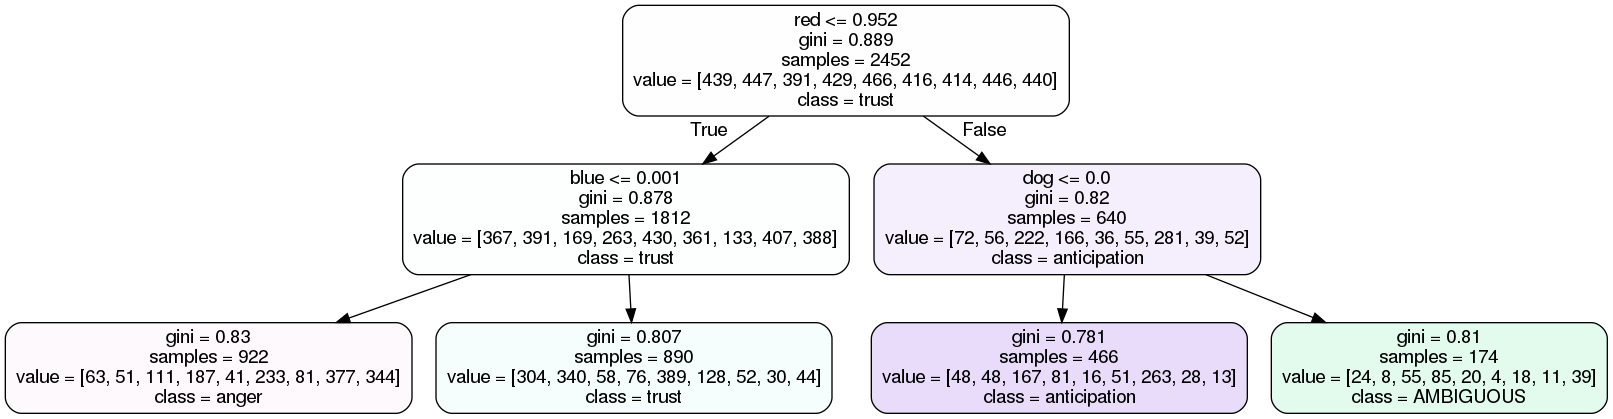 red <= 0.952
gini = 0.889
samples = 2452
value = [439, 447, 391, 429, 466, 416, 414, 446, 440]
class = trust
True
False
blue <= 0.001
gini = 0.878
samples = 1812
value = [367, 391, 169, 263, 430, 361, 133, 407, 388]
class = trust
dog <= 0.0
gini = 0.82
samples = 640
value = [72, 56, 222, 166, 36, 55, 281, 39, 52]
class = anticipation
gini = 0.83
samples = 922
value = [63, 51, 111, 187, 41, 233, 81, 377, 344]
class = anger
gini = 0.807
samples = 890
value = [304, 340, 58, 76, 389, 128, 52, 30, 44]
class = trust
gini = 0.781
samples = 466
value = [48, 48, 167, 81, 16, 51, 263, 28, 13]
class = anticipation
gini = 0.81
samples = 174
value = [24, 8, 55, 85, 20, 4, 18, 11, 39]
class = AMBIGUOUS